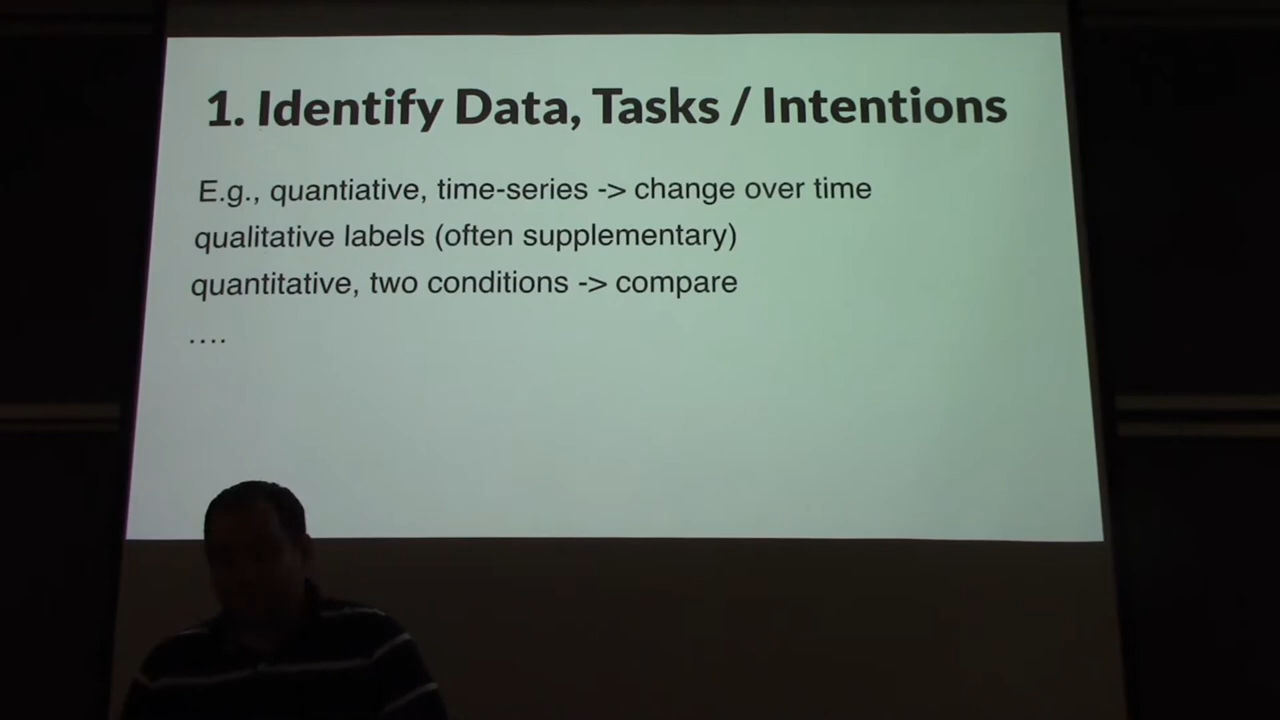 1. Identify Data, Tasks / Intentions
E.g., quantiative, time-series -> change over time
qualitative labels (often supplementary)
quantitative, two conditions -> compare
....